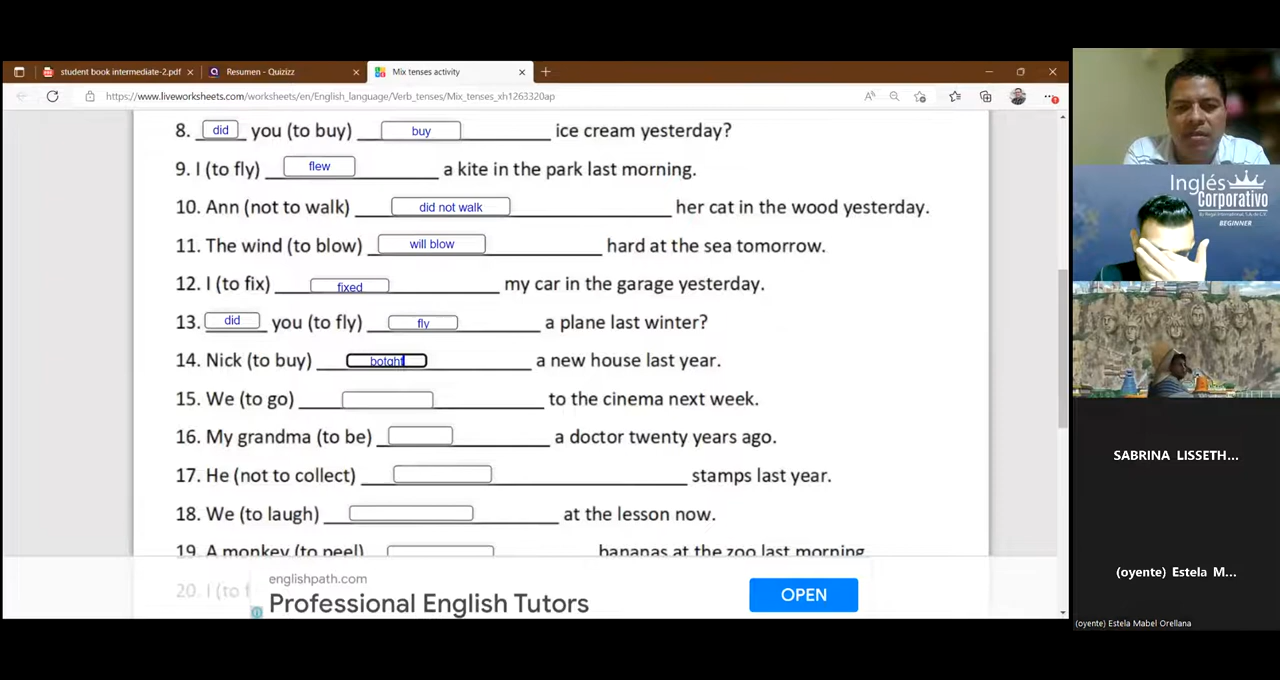 student book intermediate-2.pdf
Resumen - Quizizz
Mix tenses activity
https://www.liveworksheets.com/worksheets/en/English_language/Verb_tenses/Mix_tenses_xh1263320ap
8. did you (to buy) buy ice cream yesterday?
9. I (to fly) flew a kite in the park last morning.
10. Ann (not to walk) did not walk her cat in the wood yesterday.
11. The wind (to blow) will blow hard at the sea tomorrow.
12. I (to fix) fixed my car in the garage yesterday.
13. did you (to fly) fly a plane last winter?
14. Nick (to buy) botght a new house last year.
15. We (to go) to the cinema next week.
16. My grandma (to be) a doctor twenty years ago.
17. He (not to collect) stamps last year.
18. We (to laugh) at the lesson now.
19. A monkey (to peel) bananas at the zoo last morning
20. I (to f
englishpath.com
Professional English Tutors
OPEN
Inglés
Corporativo
BEGINNER
SABRINA LISSETH...
(oyente) Estela M...
(oyente) Estela Mabel Orellana